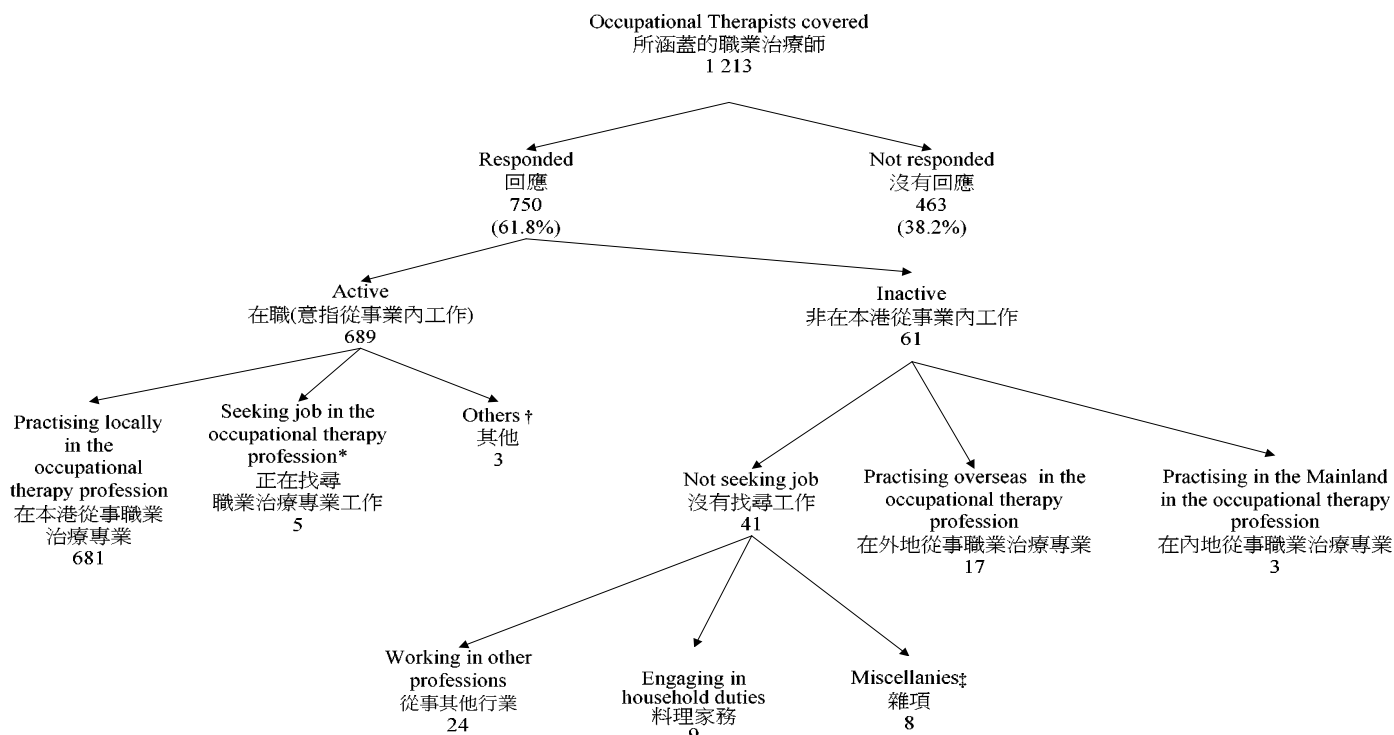 Occupational Therapists covered
所涵蓋的職業治療師
1 213
Responded
回應
750
(61.8%)
Not responded
沒有回應
463
(38.2%)
Active
在職(意指從事業內工作)
689
Inactive
非在本港從事業內工作
61
Practising locally
in the
occupational
therapy profession
在本港從事職業
治療專業
681
Seeking job in the
occupational therapy
profession*
正在找尋
職業治療專業工作
5
Others †
其他
3
Not seeking job
沒有找尋工作
41
Practising overseas in the
occupational therapy
profession
在外地從事職業治療專業
17
Practising in the Mainland
in the occupational therapy
profession
在內地從事職業治療專業
3
Working in other
professions
從事其他行業
24
Engaging in
household duties
料理家務
9
Miscellanies‡
雜項
8